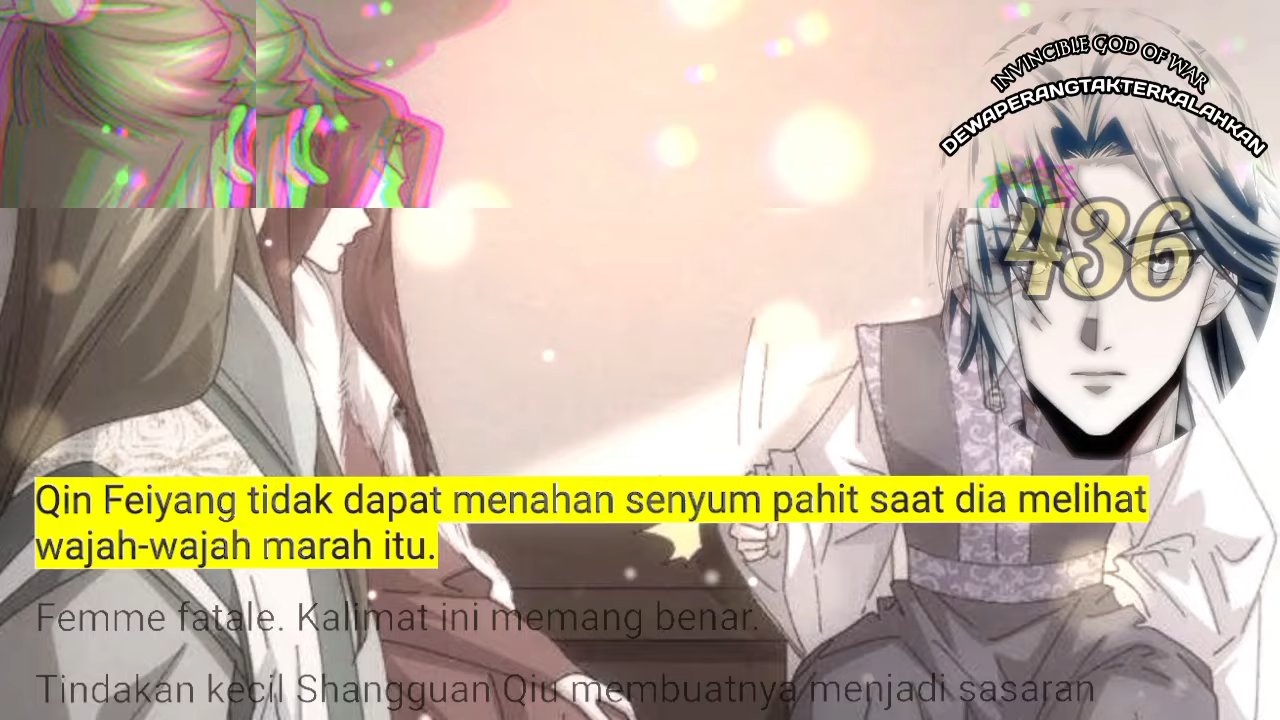 INVINCIBLE GOD OF WAR
DEWAPERANGTAKTERKALAHKAN
436
Qin Feiyang tidak dapat menahan senyum pahit saat dia melihat
wajah-wajah marah itu.
Femme fatale. Kalimat ini memang benar.
Tindakan kecil Shangguan Qiu membuatnya menjadi sasaran